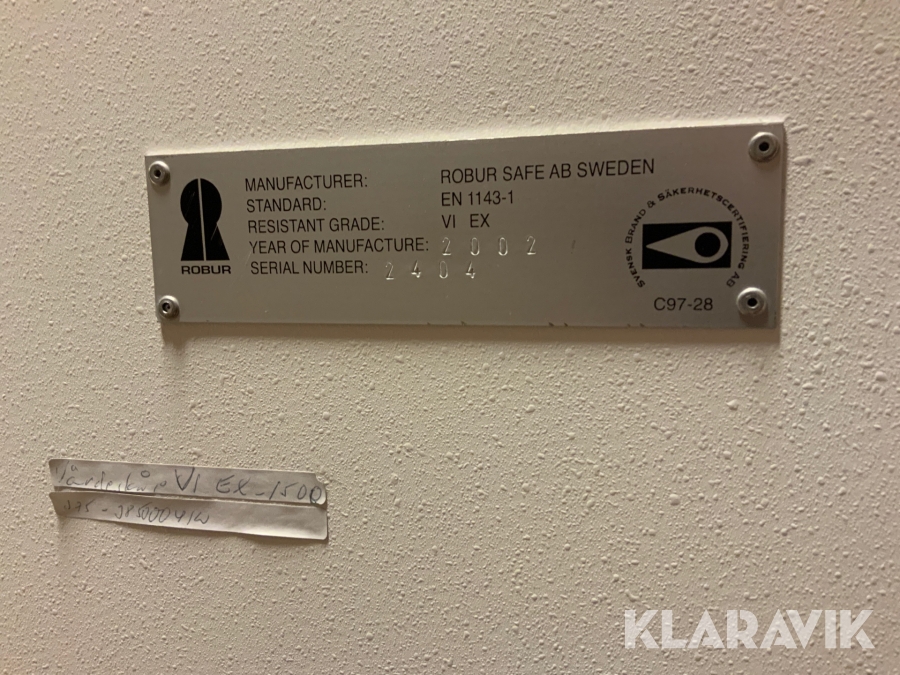 MANUFACTURER: ROBUR SAFE AB SWEDEN
STANDARD: EN 1143-1
RESISTANT GRADE: VI EX
YEAR OF MANUFACTURE: 2002
SERIAL NUMBER: 2404
ROBUR
SVENSK BRAND & SÄKERHETSCERTIFIERING AB
C97-28
Värdeskåp VI EX-1500
KLARAVIK